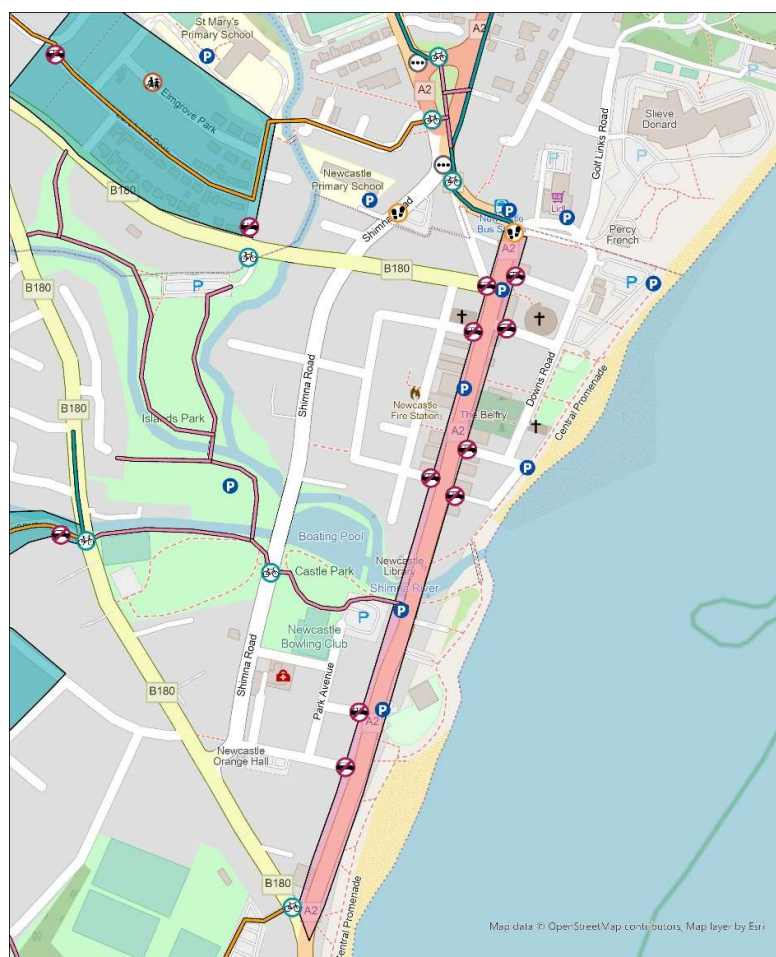 St Mary's
Primary School
P
A2
Elmgrove Park
A2
P
Slieve
Donard
Golf Links Road
P
Newcastle
Primary School
B180
P
P
Lidl
P
Shimna Road
Percy
French
A2
P
B180
P
P
B180
P
Shimna Road
Downs Road
Central Promenade
Newcastle
Fire Station
The Belfry
A2
B180
Islands Park
P
P
Boating Pool
Newcastle
Library
Castle Park
Shimna River
P
P
Newcastle
Bowling Club
Shimna Road
Park Avenue
B180
P
A2
Newcastle
Orange Hall
B180
A2
Central Promenade
Map data © OpenStreetMap contributors, Map layer by Esri